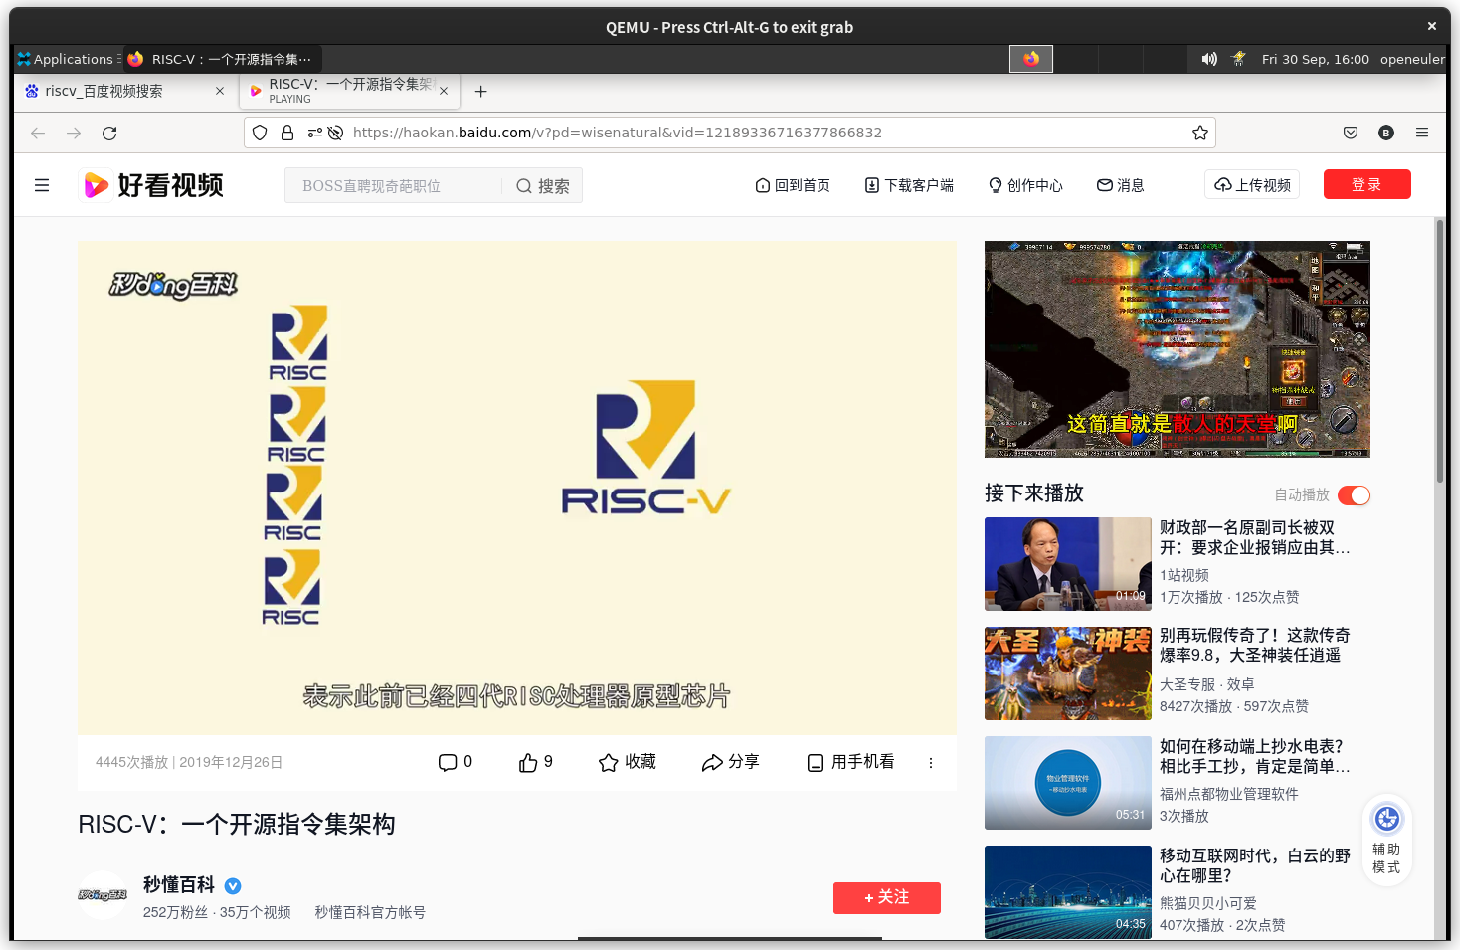 QEMU - Press Ctrl-Alt-G to exit grab
Applications
RISC-V：一个开源指令集…
Fri 30 Sep, 16:00
openeuler
riscv_百度视频搜索
RISC-V：一个开源指令集架
PLAYING
https://haokan.baidu.com/v?pd=wisenatural&vid=12189336716377866832
B
好看视频
BOSS直聘现奇葩职位
搜索
回到首页
下载客户端
创作中心
消息
上传视频
登录
秒dong百科
RISC
RISC
RISC
RISC
RISC-V
表示此前已经四代RISC处理器原型芯片
4445次播放 | 2019年12月26日
0
9
收藏
分享
用手机看
RISC-V：一个开源指令集架构
秒懂百科
252万粉丝 · 35万个视频
秒懂百科官方帐号
+ 关注
这简直就是散人的天堂啊
接下来播放
自动播放
01:09
财政部一名原副司长被双
开：要求企业报销应由其…
1站视频
1万次播放 · 125次点赞
大圣 神装
别再玩假传奇了！这款传奇
爆率9.8，大圣神装任逍遥
大圣专服 · 效卓
8427次播放 · 597次点赞
物业管理软件
-移动抄水电表
05:31
如何在移动端上抄水电表？
相比手工抄，肯定是简单…
福州点都物业管理软件
3次播放
04:35
移动互联网时代，白云的野
心在哪里？
熊猫贝贝小可爱
407次播放 · 2次点赞
辅助
模式